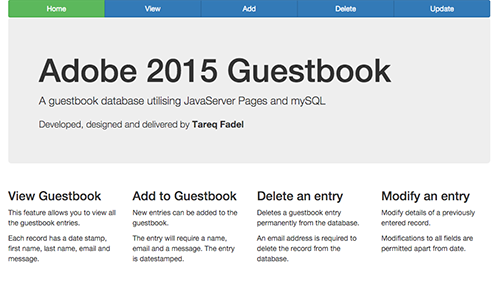 Home View Add Delete Update
Adobe 2015 Guestbook
A guestbook database utilising JavaServer Pages and mySQL
Developed, designed and delivered by Tareq Fadel
View Guestbook
This feature allows you to view all
the guestbook entries.
Each record has a date stamp,
first name, last name, email and
message.
Add to Guestbook
New entries can be added to the
guestbook.
The entry will require a name,
email and a message. The entry
is datestamped.
Delete an entry
Deletes a guestbook entry
permanently from the database.
An email address is required to
delete the record from the
database.
Modify an entry
Modify details of a previously
entered record.
Modifications to all fields are
permitted apart from date.